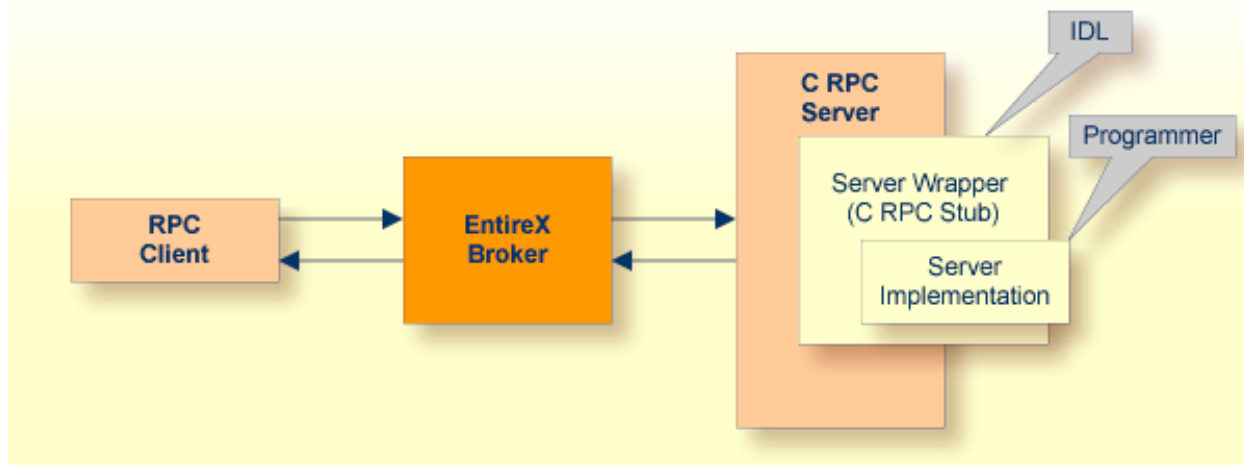 IDL
C RPC
Server
Programmer
Server Wrapper
(C RPC Stub)
RPC
Client
EntireX
Broker
Server
Implementation